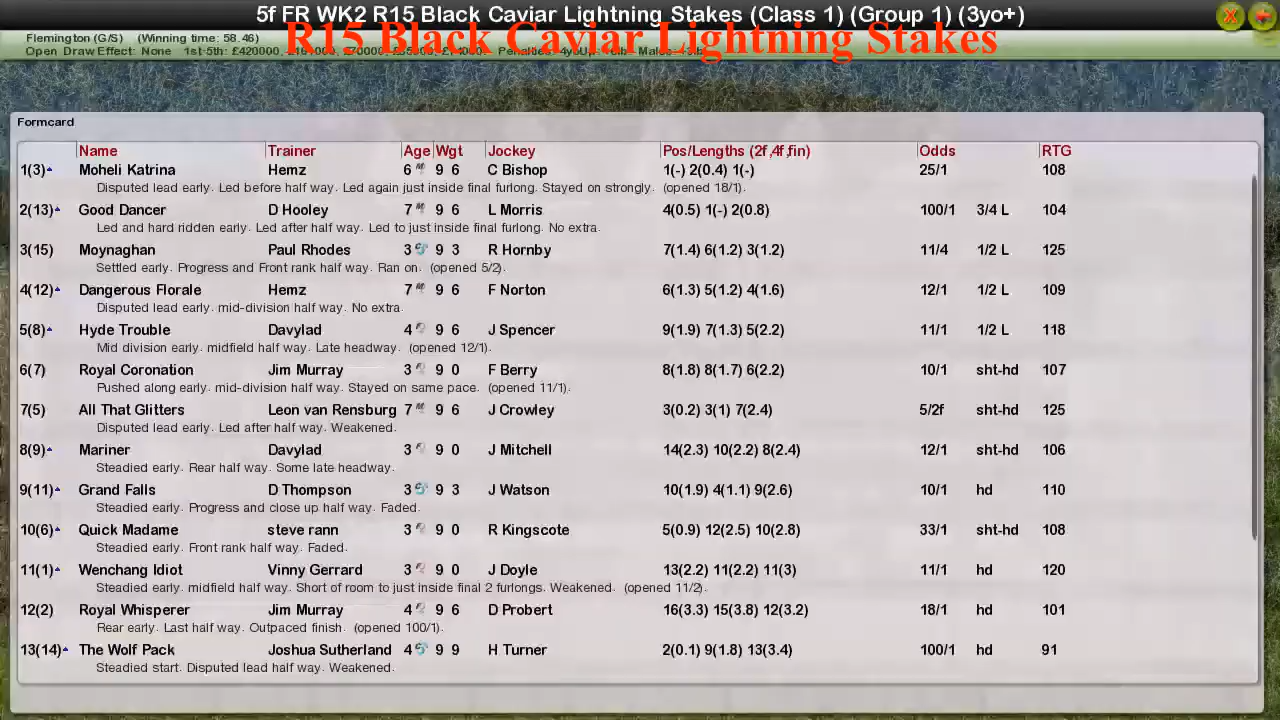 5f FR WK2 R15 Black Caviar Lightning Stakes (Class 1) (Group 1) (3yo+)
R15 Black Caviar Lightning Stakes
Flemington (G/S) (Winning time: 58.46)
Open Draw Effect: None 1st-5th: £420000,
Formcard
Name Trainer Age Wgt Jockey Pos/Lengths (2f,4f,fin) Odds RTG
1(3) Moheli Katrina Hemz 6 9 6 C Bishop 1(-) 2(0.4) 1(-) 25/1 108
Disputed lead early. Led before half way. Led again just inside final furlong. Stayed on strongly. (opened 18/1).
2(13) Good Dancer D Hooley 7 9 6 L Morris 4(0.5) 1(-) 2(0.8) 100/1 3/4 L 104
Led and hard ridden early. Led after half way. Led to just inside final furlong. No extra.
3(15) Moynaghan Paul Rhodes 3 9 3 R Hornby 7(1.4) 6(1.2) 3(1.2) 11/4 1/2 L 125
Settled early. Progress and Front rank half way. Ran on. (opened 5/2).
4(12) Dangerous Florale Hemz 7 9 6 F Norton 6(1.3) 5(1.2) 4(1.6) 12/1 1/2 L 109
Disputed lead early. mid-division half way. No extra.
5(8) Hyde Trouble Davylad 4 9 6 J Spencer 9(1.9) 7(1.3) 5(2.2) 11/1 1/2 L 118
Mid division early. midfield half way. Late headway. (opened 12/1).
6(7) Royal Coronation Jim Murray 3 9 0 F Berry 8(1.8) 8(1.7) 6(2.2) 10/1 sht-hd 107
Pushed along early. mid-division half way. Stayed on same pace. (opened 11/1).
7(5) All That Glitters Leon van Rensburg 7 9 6 J Crowley 3(0.2) 3(1) 7(2.4) 5/2f sht-hd 125
Disputed lead early. Led after half way. Weakened.
8(9) Mariner Davylad 3 9 0 J Mitchell 14(2.3) 10(2.2) 8(2.4) 12/1 sht-hd 106
Steadied early. Rear half way. Some late headway.
9(11) Grand Falls D Thompson 3 9 3 J Watson 10(1.9) 4(1.1) 9(2.6) 10/1 hd 110
Steadied early. Progress and close up half way. Faded.
10(6) Quick Madame steve rann 3 9 0 R Kingscote 5(0.9) 12(2.5) 10(2.8) 33/1 sht-hd 108
Steadied early. Front rank half way. Faded.
11(1) Wenchang Idiot Vinny Gerrard 3 9 0 J Doyle 13(2.2) 11(2.2) 11(3) 11/1 hd 120
Steadied early. midfield half way. Short of room to just inside final 2 furlongs. Weakened. (opened 11/2).
12(2) Royal Whisperer Jim Murray 4 9 6 D Probert 16(3.3) 15(3.8) 12(3.2) 18/1 hd 101
Rear early. Last half way. Outpaced finish. (opened 100/1).
13(14) The Wolf Pack Joshua Sutherland 4 9 9 H Turner 2(0.1) 9(1.8) 13(3.4) 100/1 hd 91
Steadied start. Disputed lead half way. Weakened.